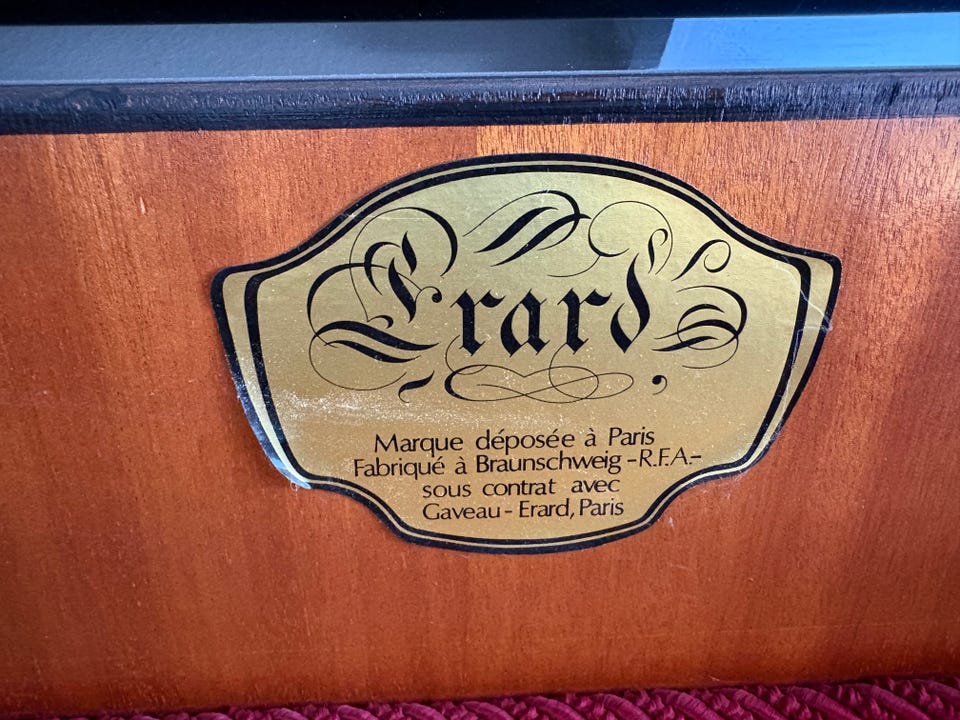 Erard
Marque déposée à Paris
Fabriqué à Braunschweig -R.F.A.-
sous contrat avec
Gaveau - Erard, Paris